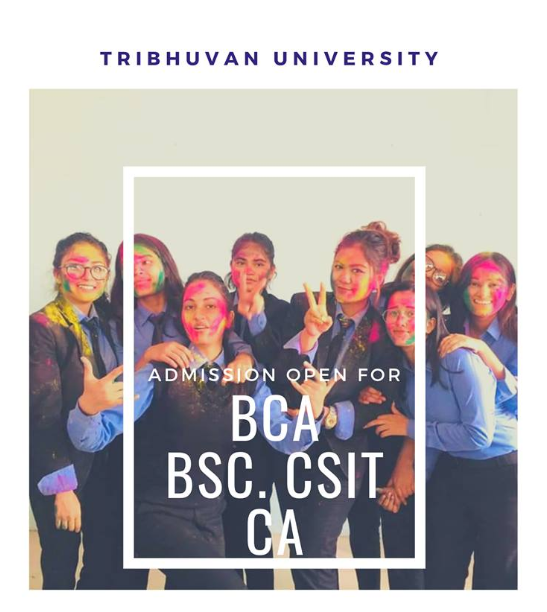 TRIBHUVAN UNIVERSITY
ADMISSION OPEN FOR
BCA
BSC. CSIT
CA